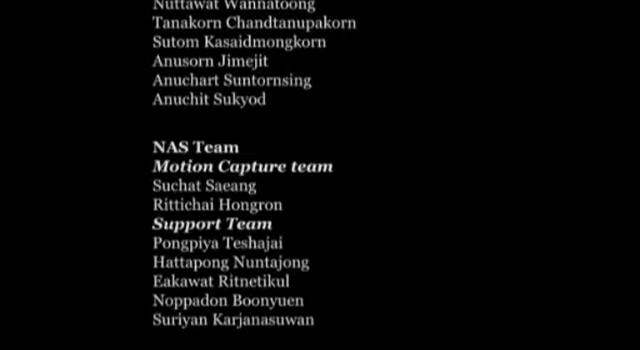 Nuttawat Wannatoong
Tanakorn Chandtanupakorn
Sutom Kasaidmongkorn
Anusorn Jimejit
Anuchart Suntornsing
Anuchit Sukyod
NAS Team
Motion Capture team
Suchat Saeang
Rittichai Hongron
Support Team
Pongpiya Teshajai
Hattapong Nuntajong
Eakawat Ritnetikul
Noppadon Boonyuen
Suriyan Karjanasuwan